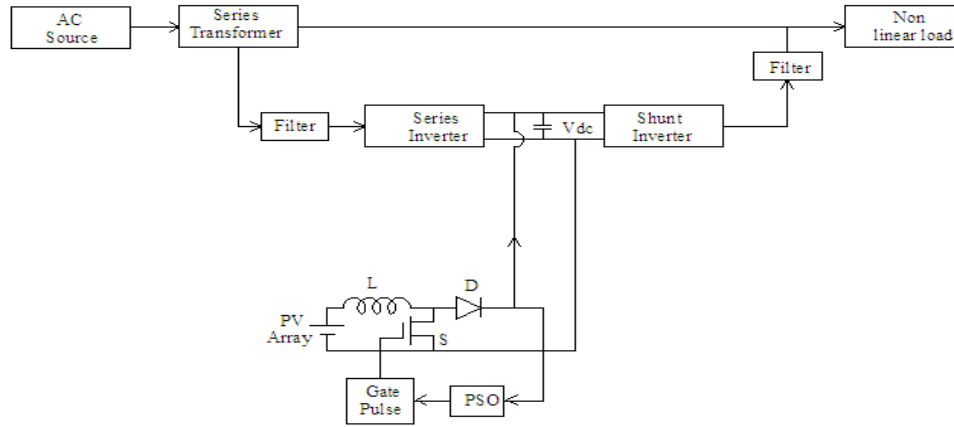 AC
Source
Series
Transformer
Non
linear load
Filter
Filter
Series
Inverter
Vdc
Shunt
Inverter
L
D
PV
Array
S
Gate
Pulse
PSO